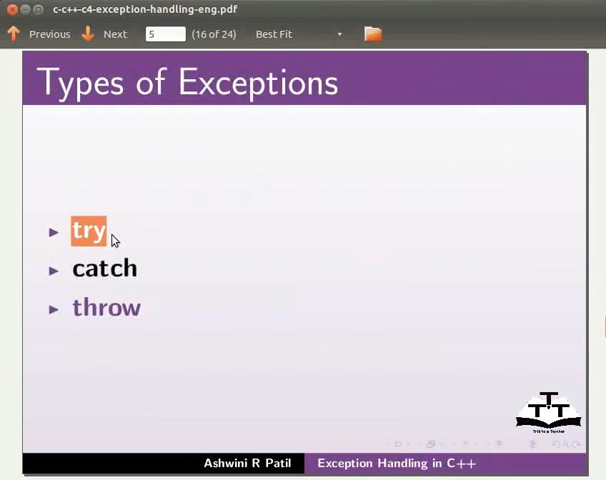 c-c++-c4-exception-handling-eng.pdf
Previous Next 5 (16 of 24) Best Fit
Types of Exceptions
try
catch
throw
Ashwini R Patil Exception Handling in C++